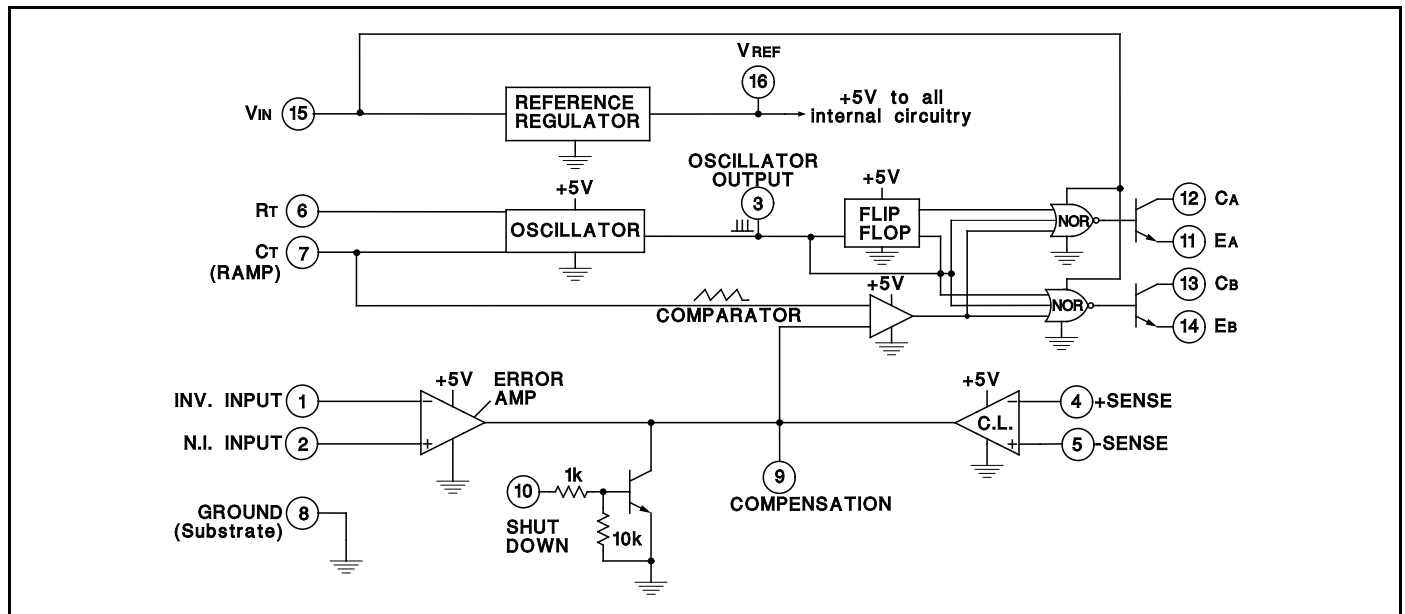 VREF
16
VIN 15
REFERENCE
REGULATOR
+5V to all
internal circuitry
OSCILLATOR
OUTPUT
3
+5V
+5V
RT 6
OSCILLATOR
FLIP
FLOP
CT 7
(RAMP)
NOR
12 CA
11 EA
+5V
COMPARATOR
NOR
13 CB
14 EB
+5V
ERROR
AMP
+5V
INV. INPUT 1
−
− 4 +SENSE
C.L.
N.I. INPUT 2
+
+ 5 -SENSE
10
1k
9
COMPENSATION
SHUT
DOWN
10k
GROUND 8
(Substrate)